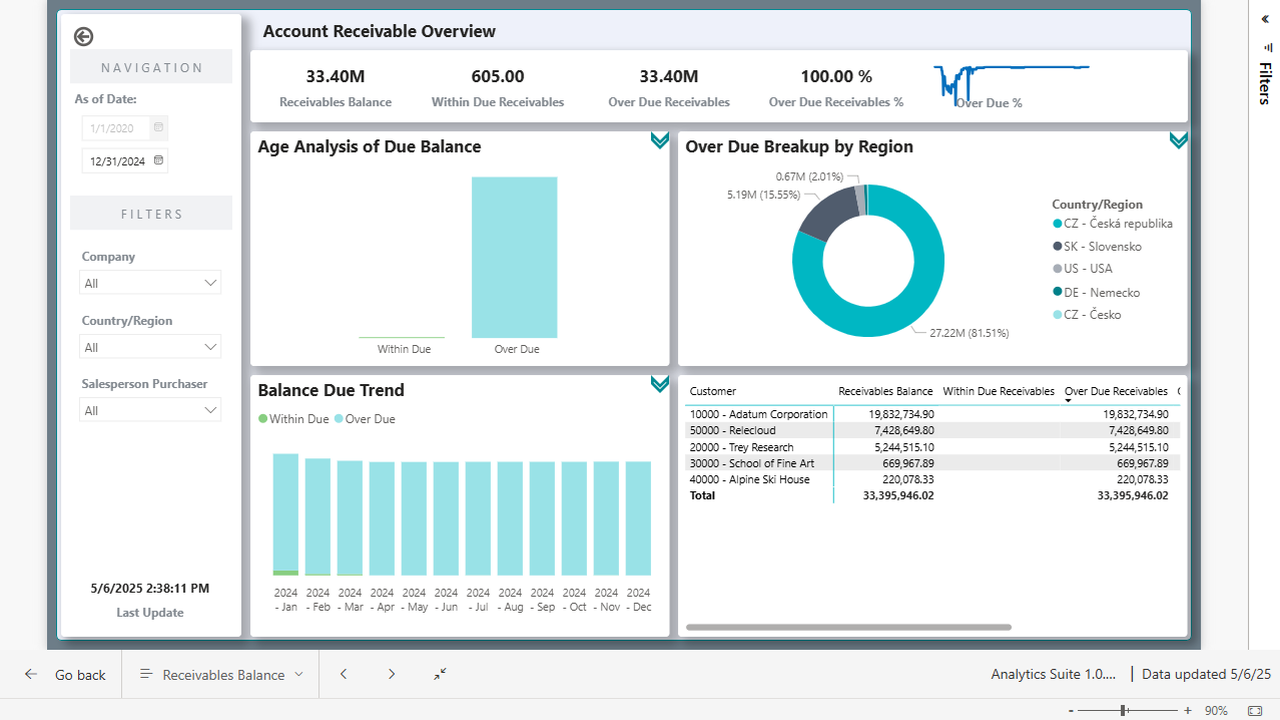 Account Receivable Overview
NAVIGATION
As of Date:
1/1/2020
12/31/2024
FILTERS
Company
All
Country/Region
All
Salesperson Purchaser
All
5/6/2025 2:38:11 PM
Last Update
33.40M
Receivables Balance
605.00
Within Due Receivables
33.40M
Over Due Receivables
100.00 %
Over Due Receivables %
Over Due %
Age Analysis of Due Balance
Within Due
Over Due
Over Due Breakup by Region
0.67M (2.01%)
5.19M (15.55%)
27.22M (81.51%)
Country/Region
CZ - Česká republika
SK - Slovensko
US - USA
DE - Nemecko
CZ - Česko
Balance Due Trend
Within Due Over Due
2024 2024 2024 2024 2024 2024 2024 2024 2024 2024 2024 2024
- Jan - Feb - Mar - Apr - May - Jun - Jul - Aug - Sep - Oct - Nov - Dec
Customer Receivables Balance Within Due Receivables Over Due Receivables
10000 - Adatum Corporation 19,832,734.90 19,832,734.90
50000 - Relecloud 7,428,649.80 7,428,649.80
20000 - Trey Research 5,244,515.10 5,244,515.10
30000 - School of Fine Art 669,967.89 669,967.89
40000 - Alpine Ski House 220,078.33 220,078.33
Total 33,395,946.02 33,395,946.02
Filters
Go back
Receivables Balance
Analytics Suite 1.0.... | Data updated 5/6/25
- + 90%